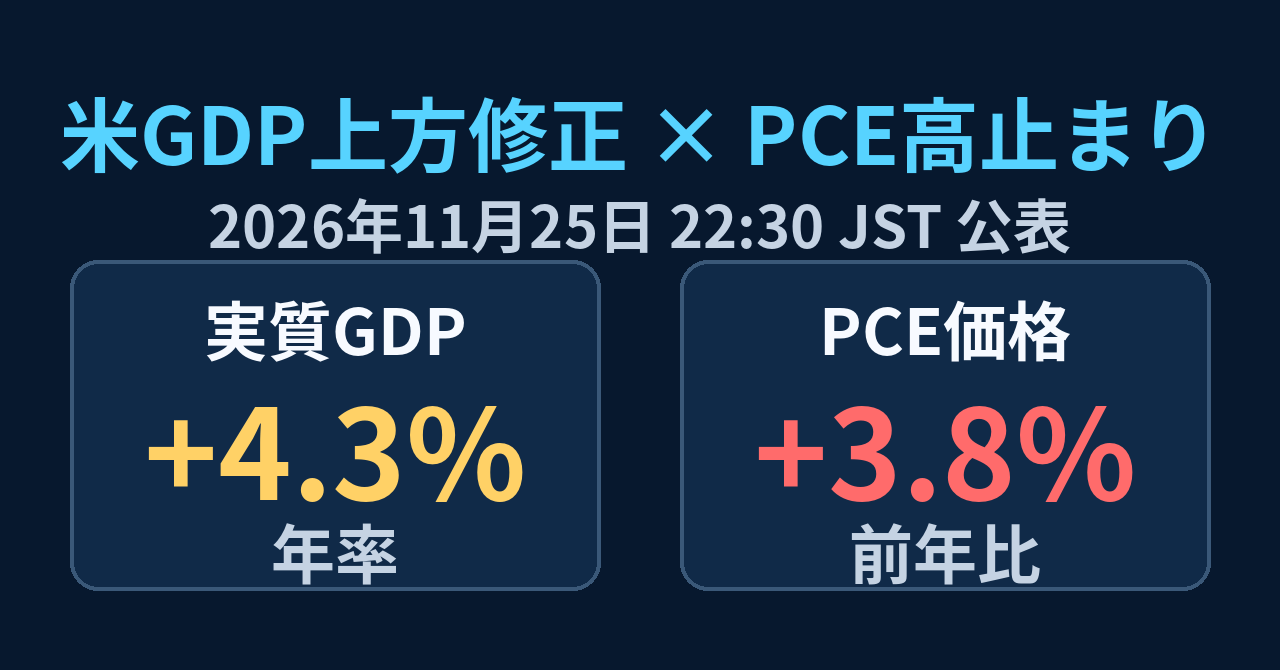 米GDP上方修正 × PCE高止まり
2026年11月25日 22:30 JST 公表
実質GDP
+4.3%
年率
PCE価格
+3.8%
前年比